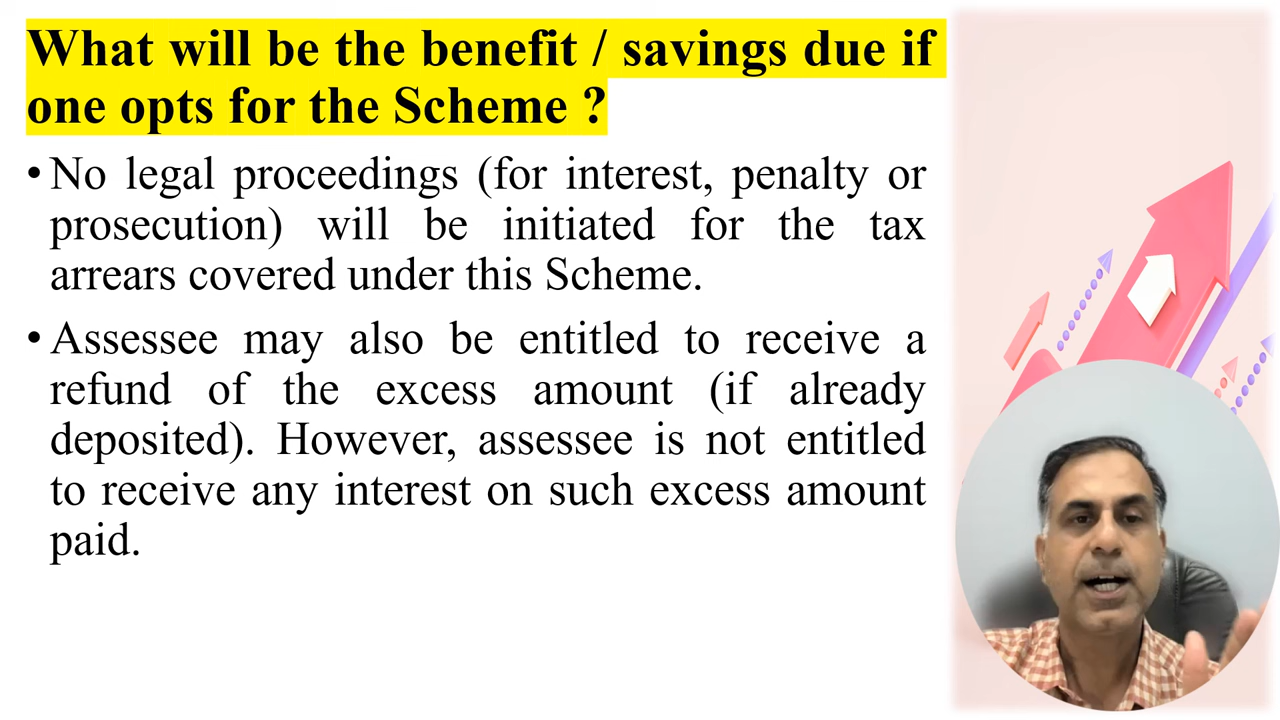 What will be the benefit / savings due if
one opts for the Scheme ?
• No legal proceedings (for interest, penalty or
prosecution) will be initiated for the tax
arrears covered under this Scheme.
• Assessee may also be entitled to receive a
refund of the excess amount (if already
deposited). However, assessee is not entitled
to receive any interest on such excess amount
paid.